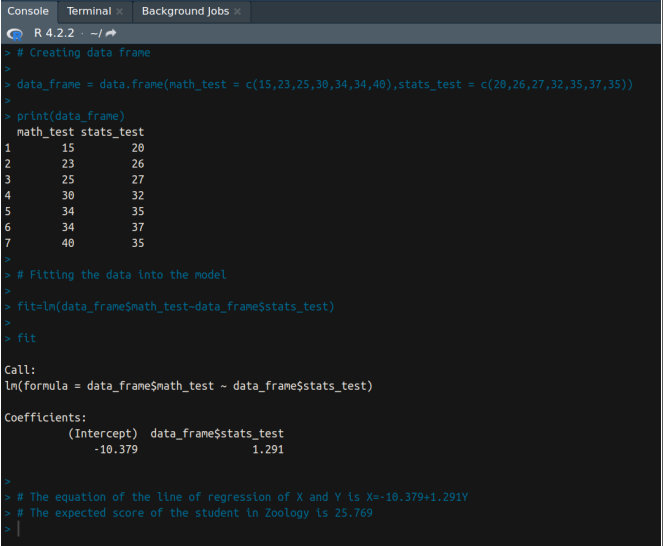 Console Terminal × Background Jobs ×
R 4.2.2 · ~/
> # Creating data frame
>
> data_frame = data.frame(math_test = c(15,23,25,30,34,34,40),stats_test = c(20,26,27,32,35,37,35))
>
> print(data_frame)
  math_test stats_test
1        15         20
2        23         26
3        25         27
4        30         32
5        34         35
6        34         37
7        40         35
>
> # Fitting the data into the model
>
> fit=lm(data_frame$math_test~data_frame$stats_test)
>
> fit
Call:
lm(formula = data_frame$math_test ~ data_frame$stats_test)
Coefficients:
          (Intercept)  data_frame$stats_test
              -10.379                  1.291
>
> # The equation of the line of regression of X and Y is X=-10.379+1.291Y
> # The expected score of the student in Zoology is 25.769
>